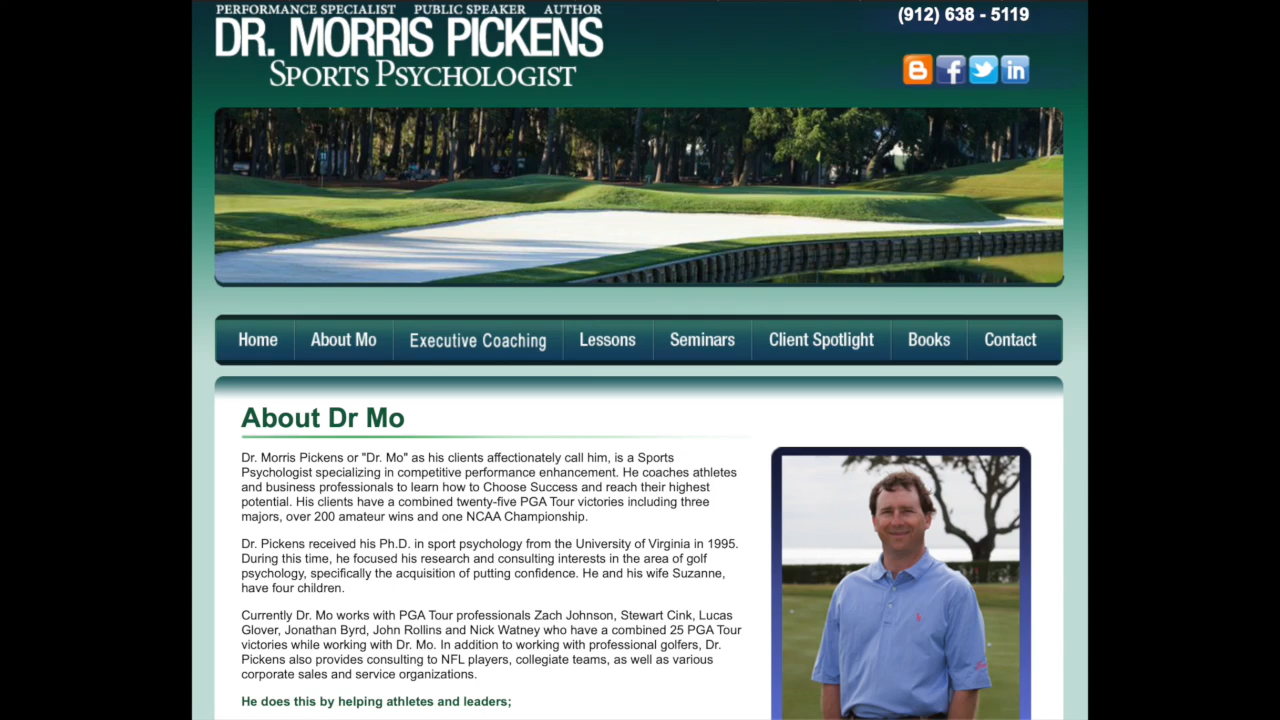 PERFORMANCE SPECIALIST PUBLIC SPEAKER AUTHOR
DR. MORRIS PICKENS
SPORTS PSYCHOLOGIST
(912) 638 - 5119
Home About Mo Executive Coaching Lessons Seminars Client Spotlight Books Contact
About Dr Mo
Dr. Morris Pickens or "Dr. Mo" as his clients affectionately call him, is a Sports
Psychologist specializing in competitive performance enhancement. He coaches athletes
and business professionals to learn how to Choose Success and reach their highest
potential. His clients have a combined twenty-five PGA Tour victories including three
majors, over 200 amateur wins and one NCAA Championship.
Dr. Pickens received his Ph.D. in sport psychology from the University of Virginia in 1995.
During this time, he focused his research and consulting interests in the area of golf
psychology, specifically the acquisition of putting confidence. He and his wife Suzanne,
have four children.
Currently Dr. Mo works with PGA Tour professionals Zach Johnson, Stewart Cink, Lucas
Glover, Jonathan Byrd, John Rollins and Nick Watney who have a combined 25 PGA Tour
victories while working with Dr. Mo. In addition to working with professional golfers, Dr.
Pickens also provides consulting to NFL players, collegiate teams, as well as various
corporate sales and service organizations.
He does this by helping athletes and leaders;